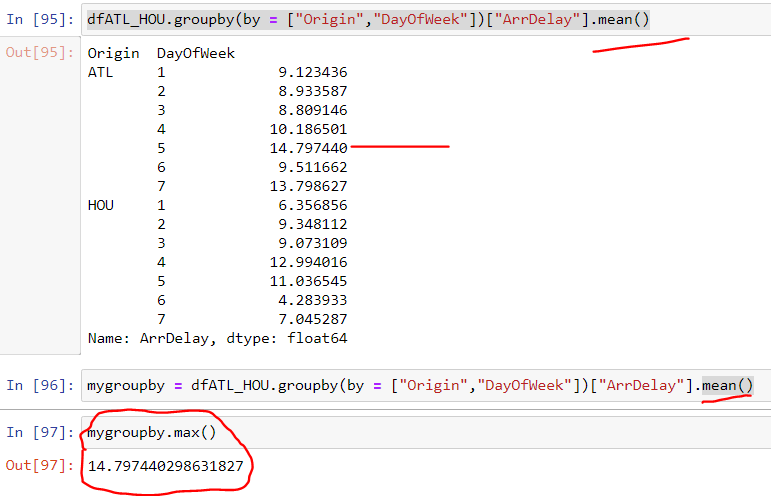 In [95]: dfATL_HOU.groupby(by = ["Origin","DayOfWeek"])["ArrDelay"].mean()
Out[95]: Origin  DayOfWeek
ATL     1            9.123436
        2            8.933587
        3            8.809146
        4           10.186501
        5           14.797440
        6            9.511662
        7           13.798627
HOU     1            6.356856
        2            9.348112
        3            9.073109
        4           12.994016
        5           11.036545
        6            4.283933
        7            7.045287
Name: ArrDelay, dtype: float64
In [96]: mygroupby = dfATL_HOU.groupby(by = ["Origin","DayOfWeek"])["ArrDelay"].mean()
In [97]: mygroupby.max()
Out[97]: 14.797440298631827